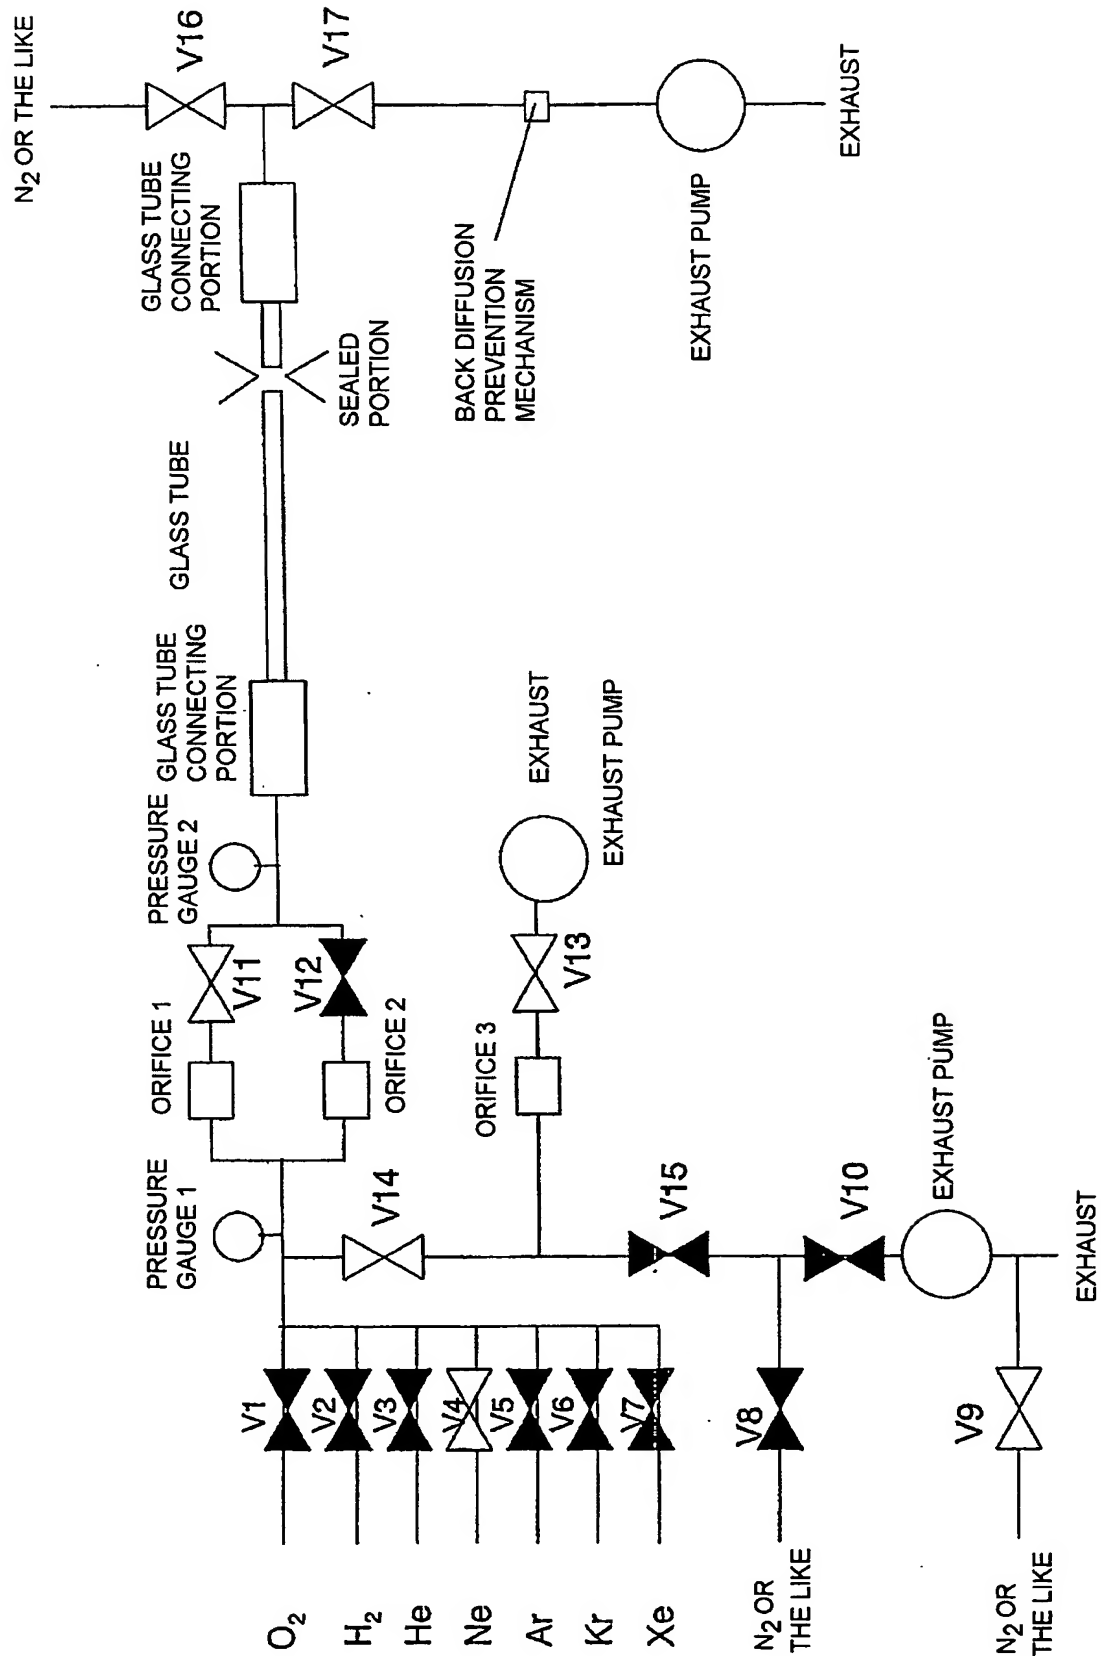 O2
H2
He
Ne
Ar
Kr
Xe
N2 OR
THE LIKE
N2 OR
THE LIKE
V1
V2
V3
V4
V5
V6
V7
V8
V9
PRESSURE
GAUGE 1
V14
V15
V10
EXHAUST PUMP
EXHAUST
ORIFICE 1
V11
V12
ORIFICE 2
ORIFICE 3
V13
EXHAUST
EXHAUST PUMP
PRESSURE
GAUGE 2
GLASS TUBE
CONNECTING
PORTION
GLASS TUBE
SEALED
PORTION
GLASS TUBE
CONNECTING
PORTION
BACK DIFFUSION
PREVENTION
MECHANISM
N2 OR THE LIKE
V16
V17
EXHAUST PUMP
EXHAUST